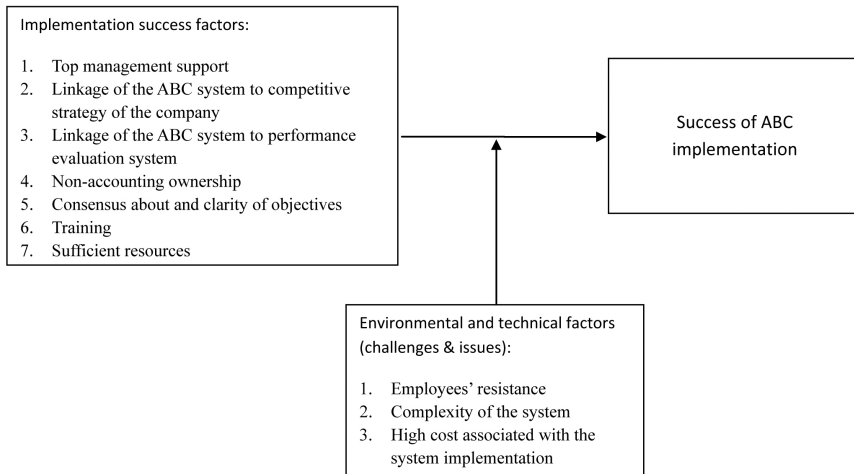 Implementation success factors:
1. Top management support
2. Linkage of the ABC system to competitive
strategy of the company
3. Linkage of the ABC system to performance
evaluation system
4. Non-accounting ownership
5. Consensus about and clarity of objectives
6. Training
7. Sufficient resources
Success of ABC
implementation
Environmental and technical factors
(challenges & issues):
1. Employees’ resistance
2. Complexity of the system
3. High cost associated with the
system implementation